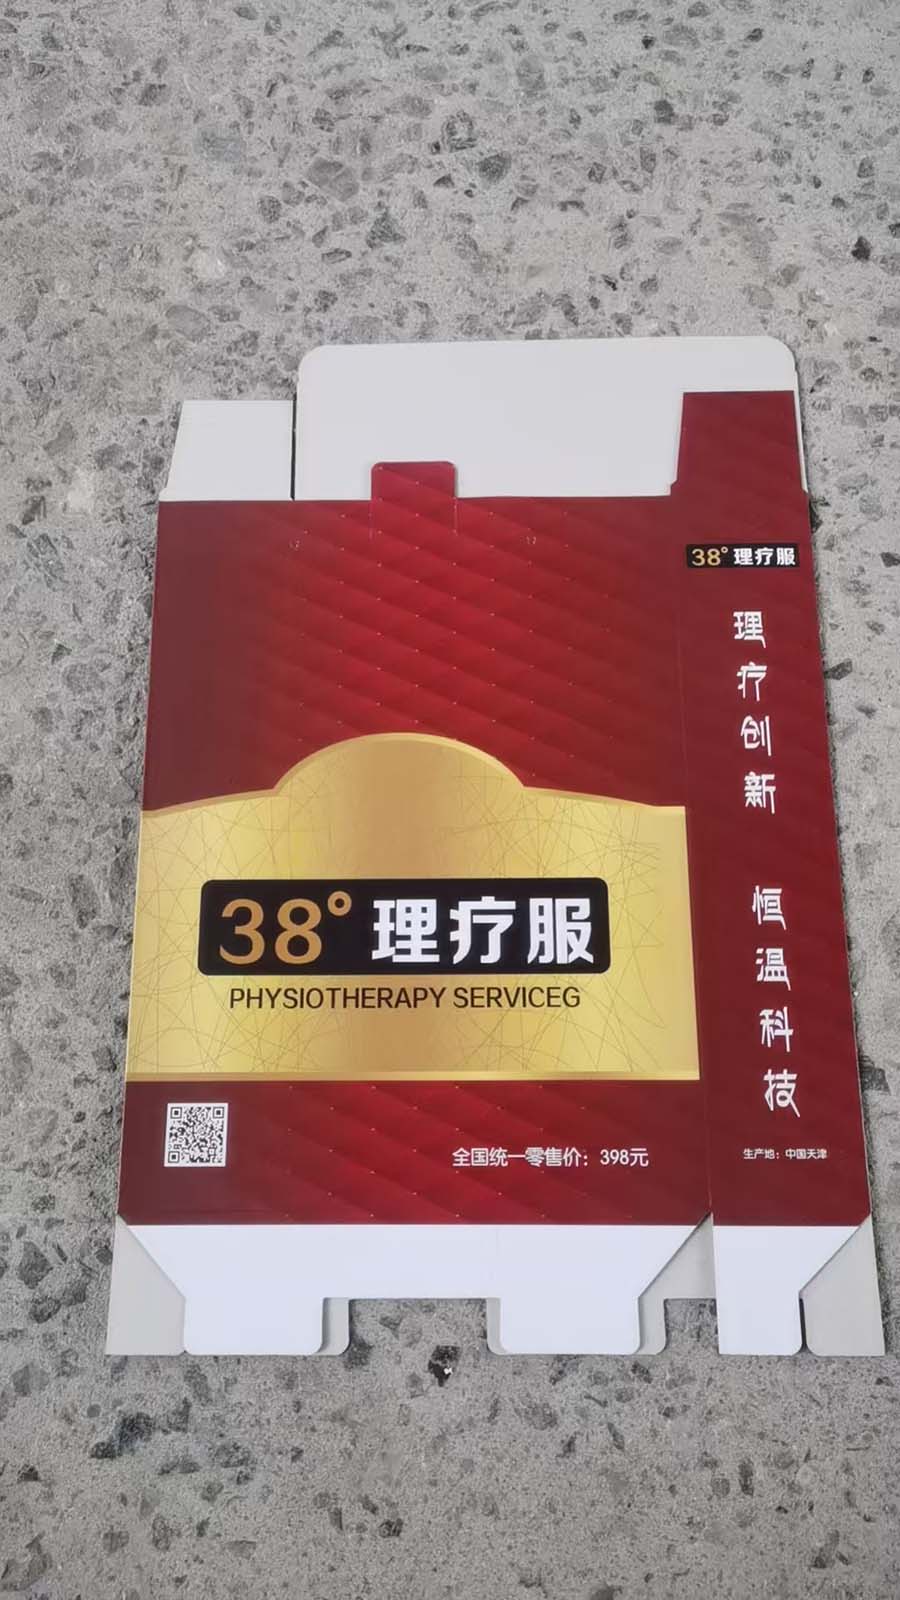 38°理疗服
PHYSIOTHERAPY SERVICEG
全国统一零售价：398元
38°理疗服
理疗创新
恒温科技
生产地：中国天津